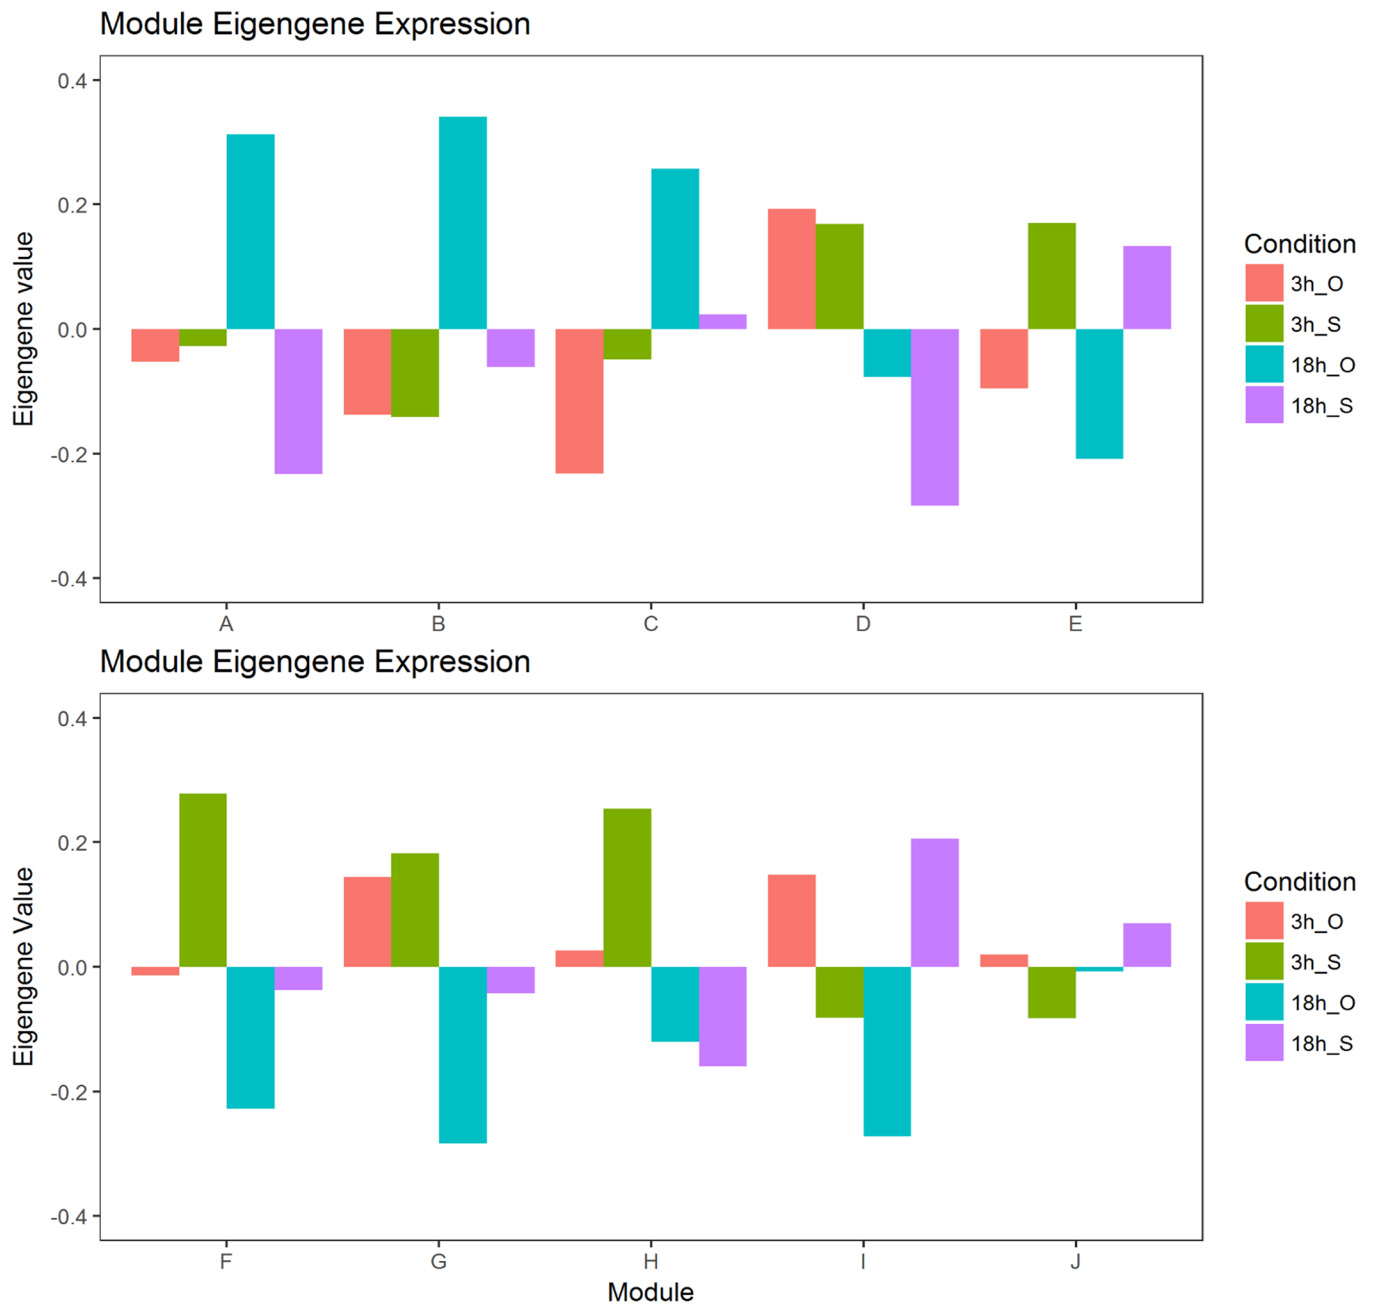 Module Eigengene Expression
Eigengene value
0.4
0.2
0.0
-0.2
-0.4
A B C D E
Condition
3h_O
3h_S
18h_O
18h_S
Module Eigengene Expression
Eigengene Value
0.4
0.2
0.0
-0.2
-0.4
F G H I J
Module
Condition
3h_O
3h_S
18h_O
18h_S